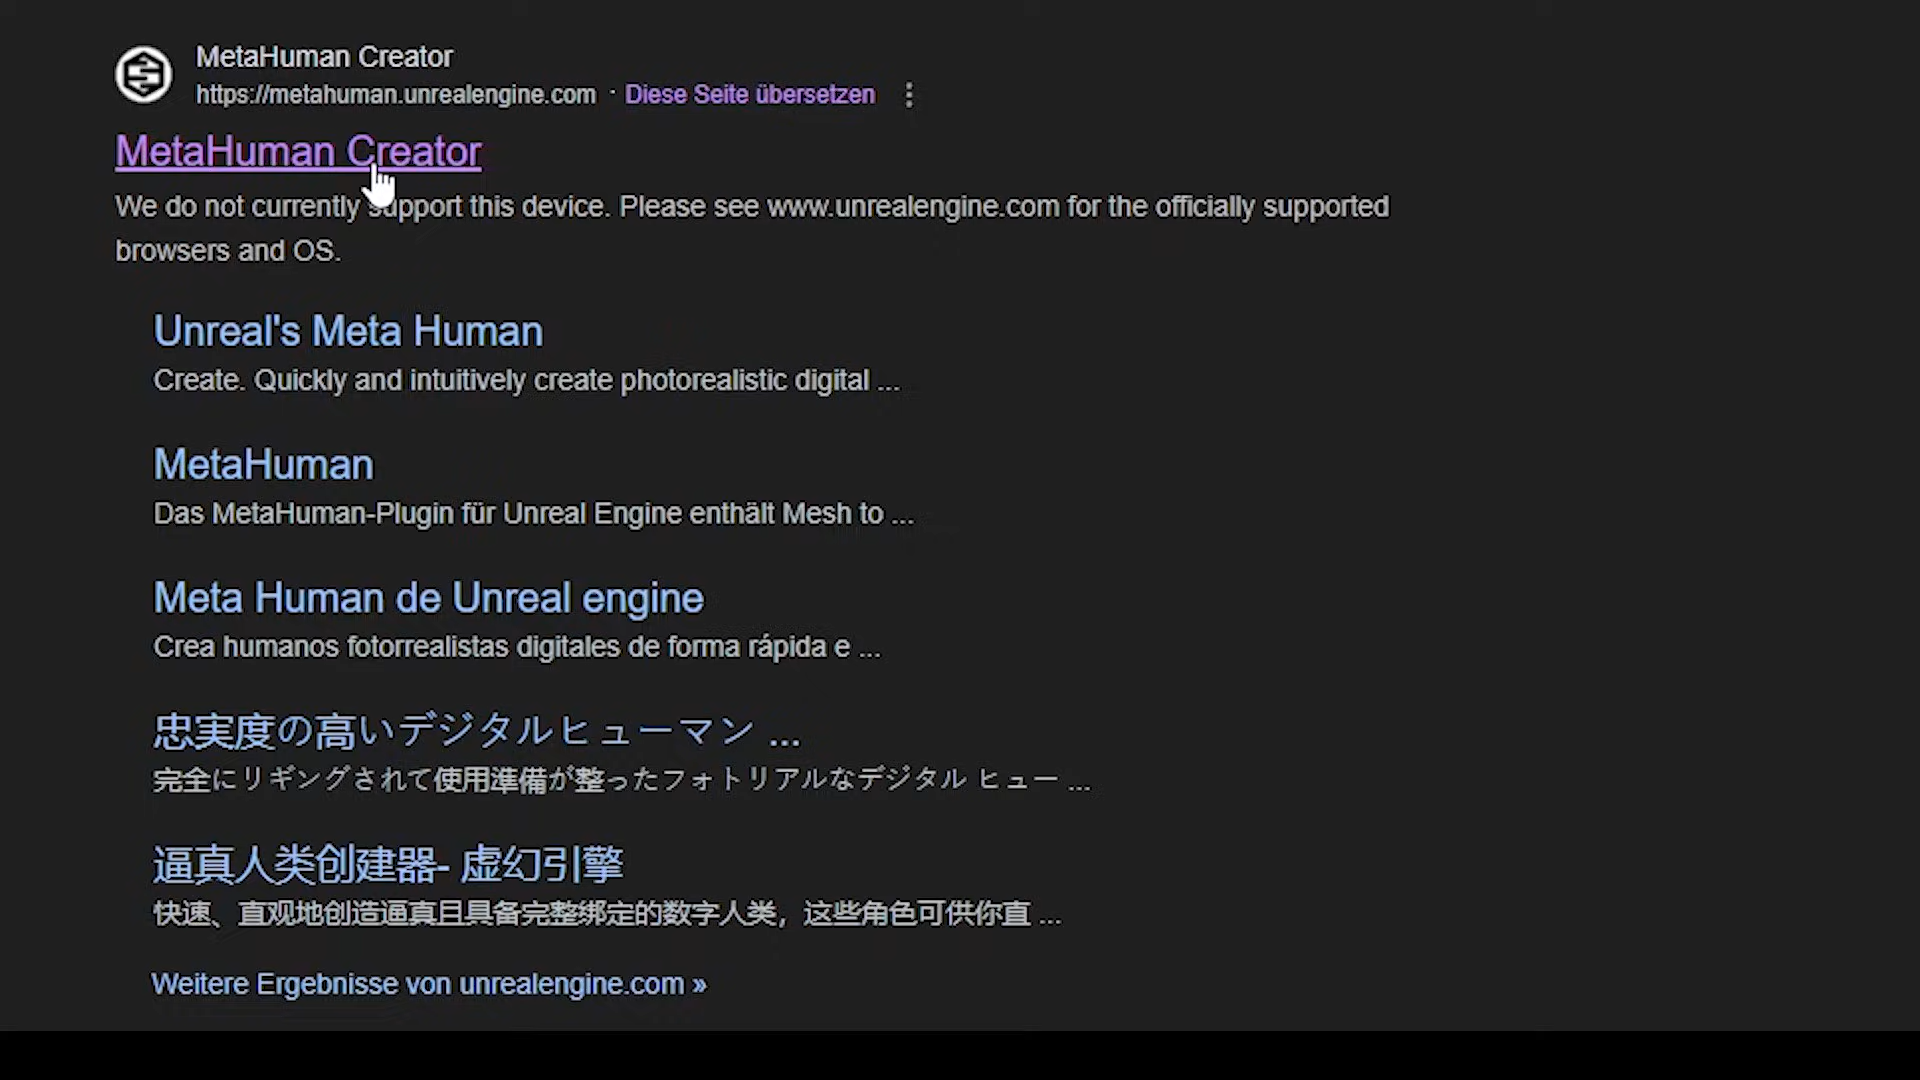 MetaHuman Creator
https://metahuman.unrealengine.com · Diese Seite übersetzen
MetaHuman Creator
We do not currently support this device. Please see www.unrealengine.com for the officially supported
browsers and OS.
Unreal's Meta Human
Create. Quickly and intuitively create photorealistic digital ...
MetaHuman
Das MetaHuman-Plugin für Unreal Engine enthält Mesh to ...
Meta Human de Unreal engine
Crea humanos fotorrealistas digitales de forma rápida e ...
忠実度の高いデジタルヒューマン ...
完全にリギングされて使用準備が整ったフォトリアルなデジタル ヒュー ...
逼真人类创建器- 虚幻引擎
快速、直观地创造逼真且具备完整绑定的数字人类，这些角色可供你直 ...
Weitere Ergebnisse von unrealengine.com »